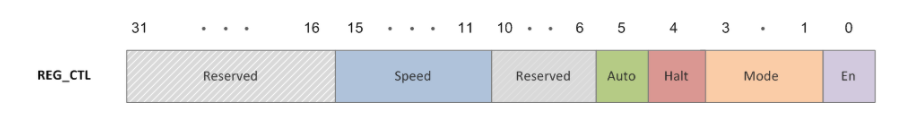 31 · · · 16 15 · · · 11 10 · · 6 5 4 3 · 1 0
REG_CTL Reserved Speed Reserved Auto Halt Mode En